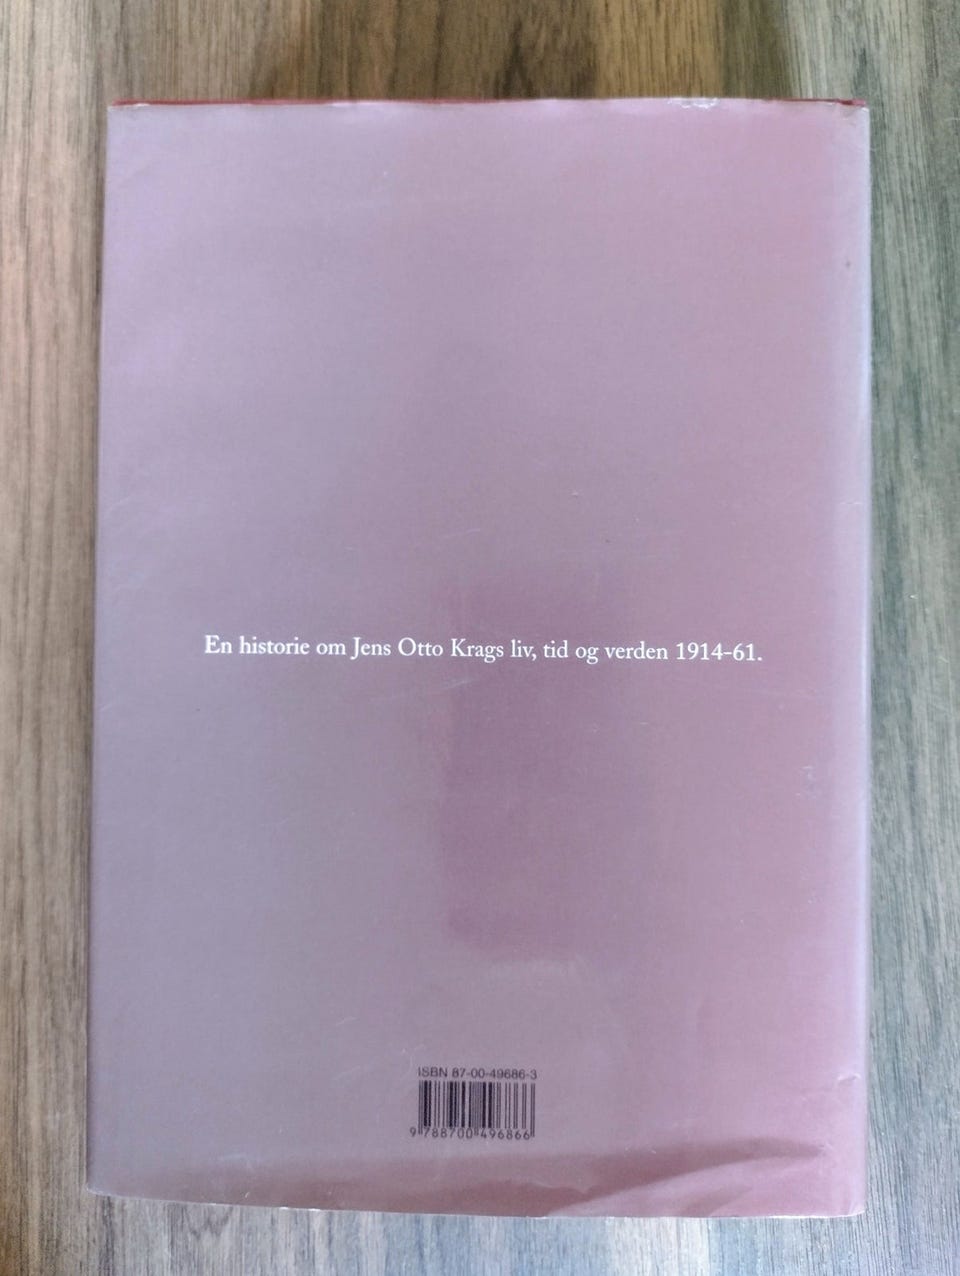 En historie om Jens Otto Krags liv, tid og verden 1914-61.
ISBN 87-00-49686-3
9 788700 496866